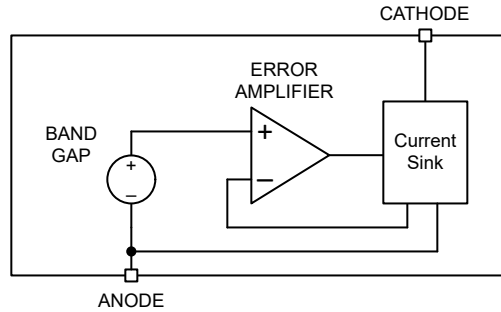 CATHODE
ERROR
AMPLIFIER
BAND
GAP
+
−
+
−
Current
Sink
ANODE